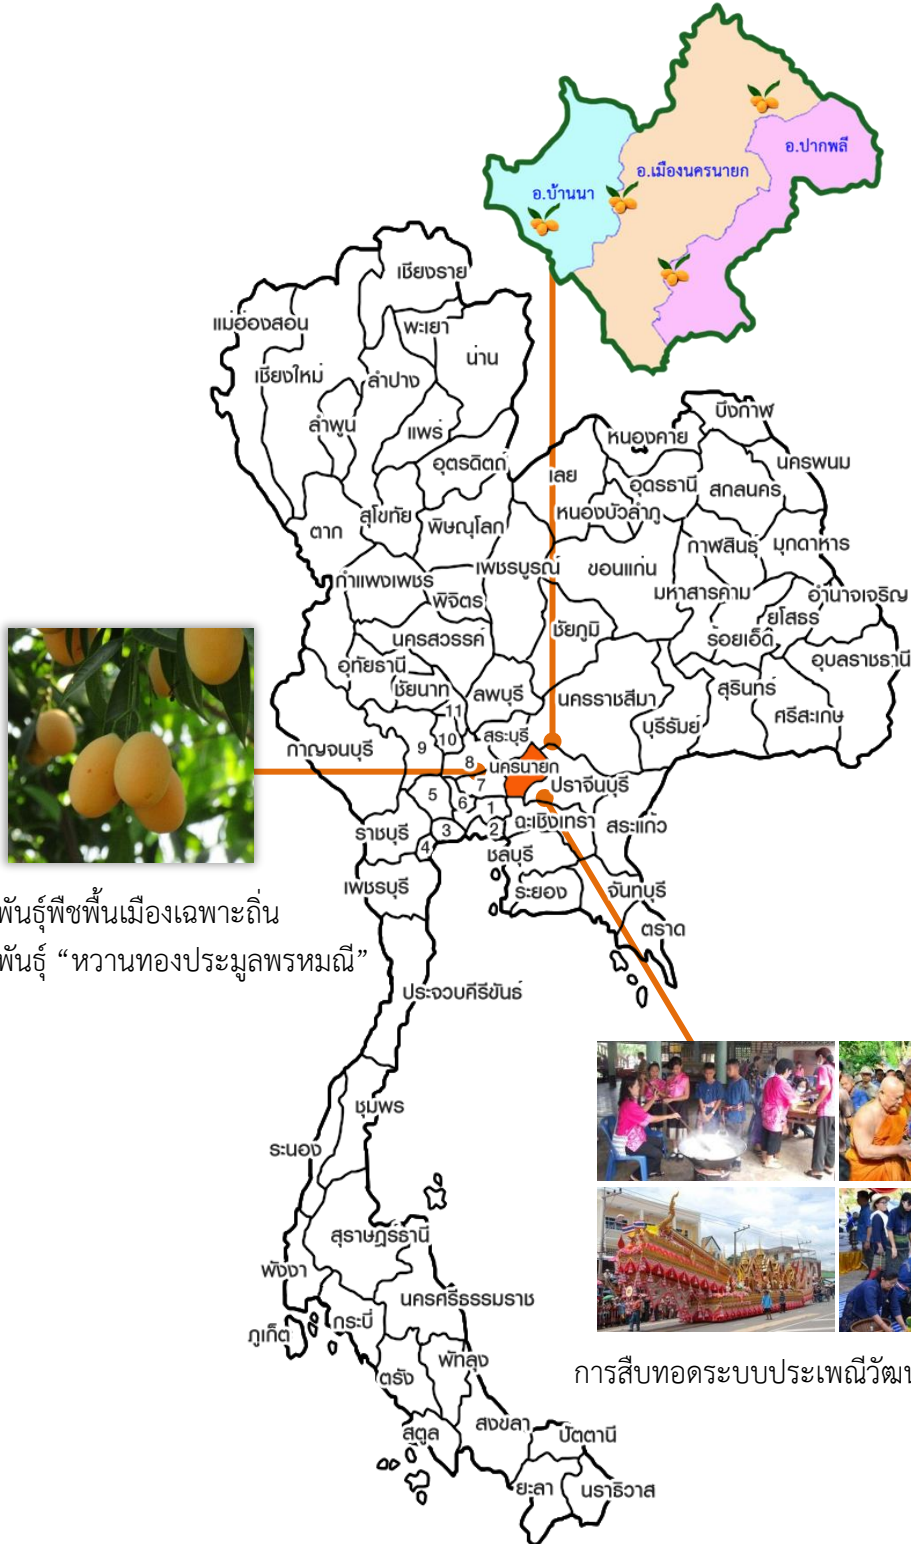 อ.ปากพลี
อ.เมืองนครนายก
อ.บ้านนา
เชียงราย
แม่ฮ่องสอน
พะเยา
น่าน
เชียงใหม่
ลำปาง
ลำพูน
แพร่
อุตรดิตถ์
บึงกาฬ
หนองคาย
นครพนม
เลย
อุดรธานี
สกลนคร
หนองบัวลำภู
ตาก
สุโขทัย
พิษณุโลก
กาฬสินธุ์
มุกดาหาร
เพชรบูรณ์
ขอนแก่น
กำแพงเพชร
มหาสารคาม
อำนาจเจริญ
พิจิตร
ยโสธร
ชัยภูมิ
ร้อยเอ็ด
นครสวรรค์
อุบลราชธานี
อุทัยธานี
ชัยนาท
ลพบุรี
นครราชสีมา
สุรินทร์
11
ศรีสะเกษ
บุรีรัมย์
สระบุรี
10
กาญจนบุรี
9
8
นครนายก
7
ปราจีนบุรี
5
6
1
ฉะเชิงเทรา
สระแก้ว
ราชบุรี
3
2
4
ชลบุรี
เพชรบุรี
ระยอง
จันทบุรี
พันธุ์พืชพื้นเมืองเฉพาะถิ่น
ตราด
พันธุ์ “หวานทองประมูลพรหมณี”
ประจวบคีรีขันธ์
ชุมพร
ระนอง
สุราษฎร์ธานี
พังงา
นครศรีธรรมราช
กระบี่
ภูเก็ต
พัทลุง
ตรัง
การสืบทอดระบบประเพณีวัฒน
สงขลา
สตูล
ปัตตานี
ยะลา
นราธิวาส